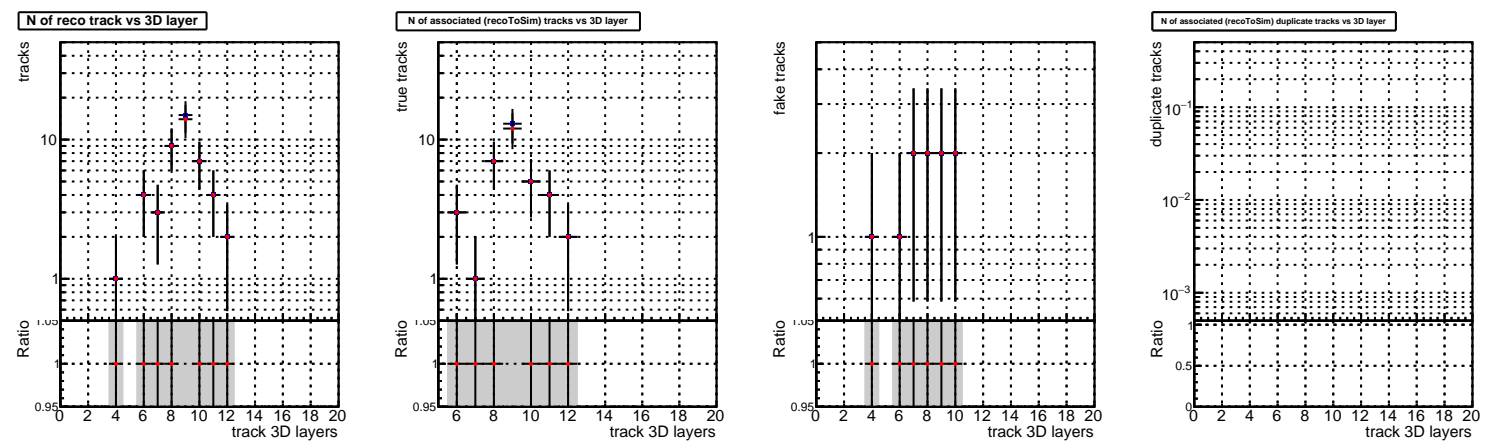 N of reco track vs 3D layer
tracks
10
1
Ratio
1.05
1
0.95
0 2 4 6 8 10 12 14 16 18 20
track 3D layers
N of associated (recoToSim) tracks vs 3D layer
true tracks
10
1
Ratio
1.05
1
0.95
6 8 10 12 14 16 18 20
track 3D layers
fake tracks
1
Ratio
1.05
1
0.95
0 2 4 6 8 10 12 14 16 18 20
track 3D layers
N of associated (recoToSim) duplicate tracks vs 3D layer
duplicate tracks
10⁻¹
10⁻²
10⁻³
Ratio
1
0.5
0
0 2 4 6 8 10 12 14 16 18 20
track 3D layers